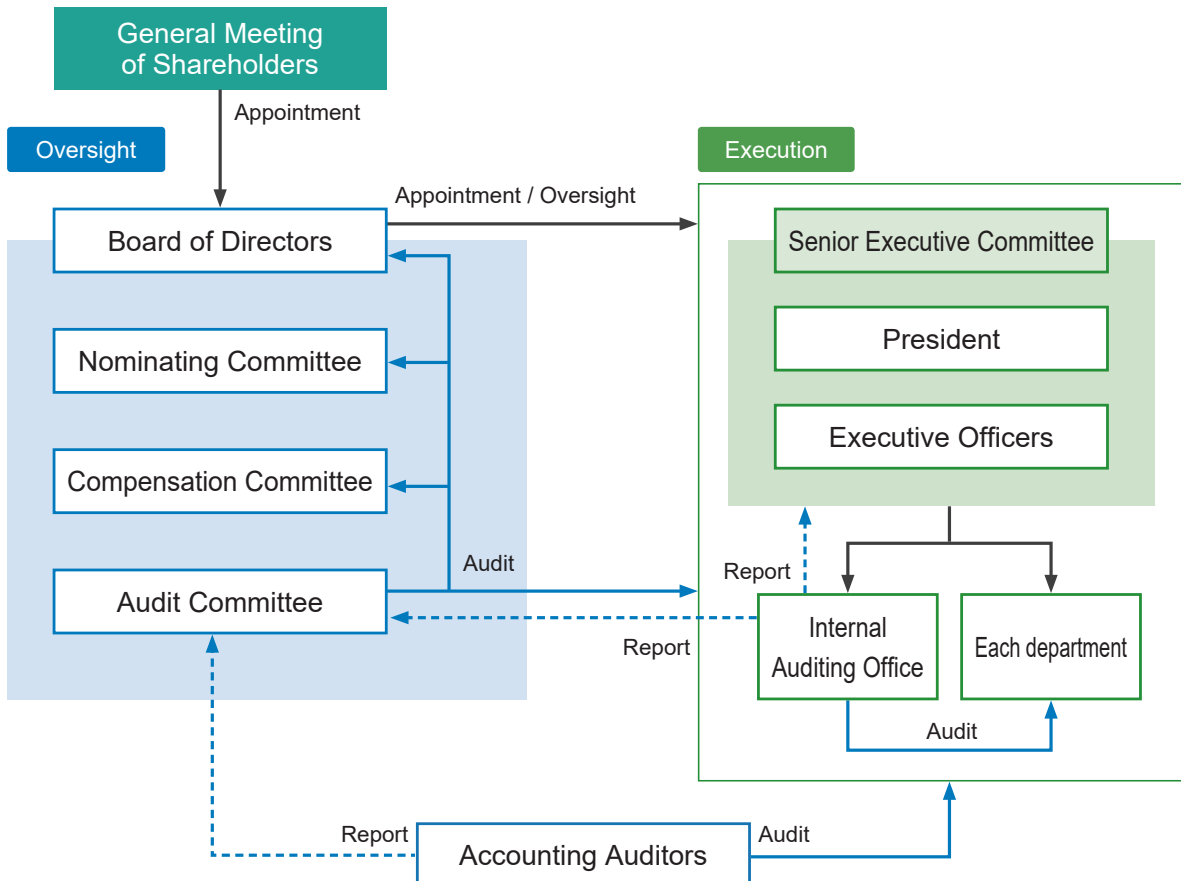 General Meeting
of Shareholders
Appointment
Oversight
Execution
Appointment / Oversight
Board of Directors
Senior Executive Committee
Nominating Committee
President
Executive Officers
Compensation Committee
Audit
Report
Audit Committee
Report
Internal
Auditing Office
Each department
Audit
Report
Accounting Auditors
Audit